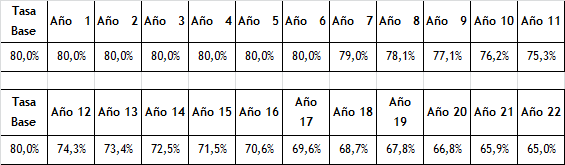 Tasa Base Año 1 Año 2 Año 3 Año 4 Año 5 Año 6 Año 7 Año 8 Año 9 Año 10 Año 11
80,0% 80,0% 80,0% 80,0% 80,0% 80,0% 80,0% 79,0% 78,1% 77,1% 76,2% 75,3%
Tasa Base Año 12 Año 13 Año 14 Año 15 Año 16 Año 17 Año 18 Año 19 Año 20 Año 21 Año 22
80,0% 74,3% 73,4% 72,5% 71,5% 70,6% 69,6% 68,7% 67,8% 66,8% 65,9% 65,0%